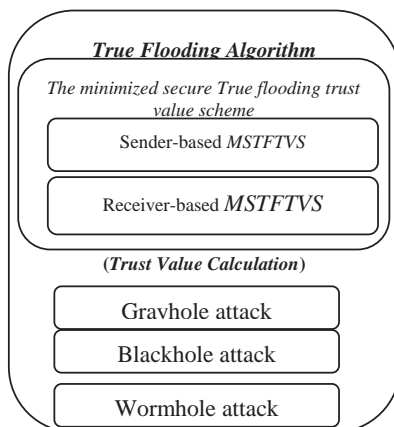 True Flooding Algorithm
The minimized secure True flooding trust
value scheme
Sender-based MSTFTVS
Receiver-based MSTFTVS
(Trust Value Calculation)
Gravhole attack
Blackhole attack
Wormhole attack